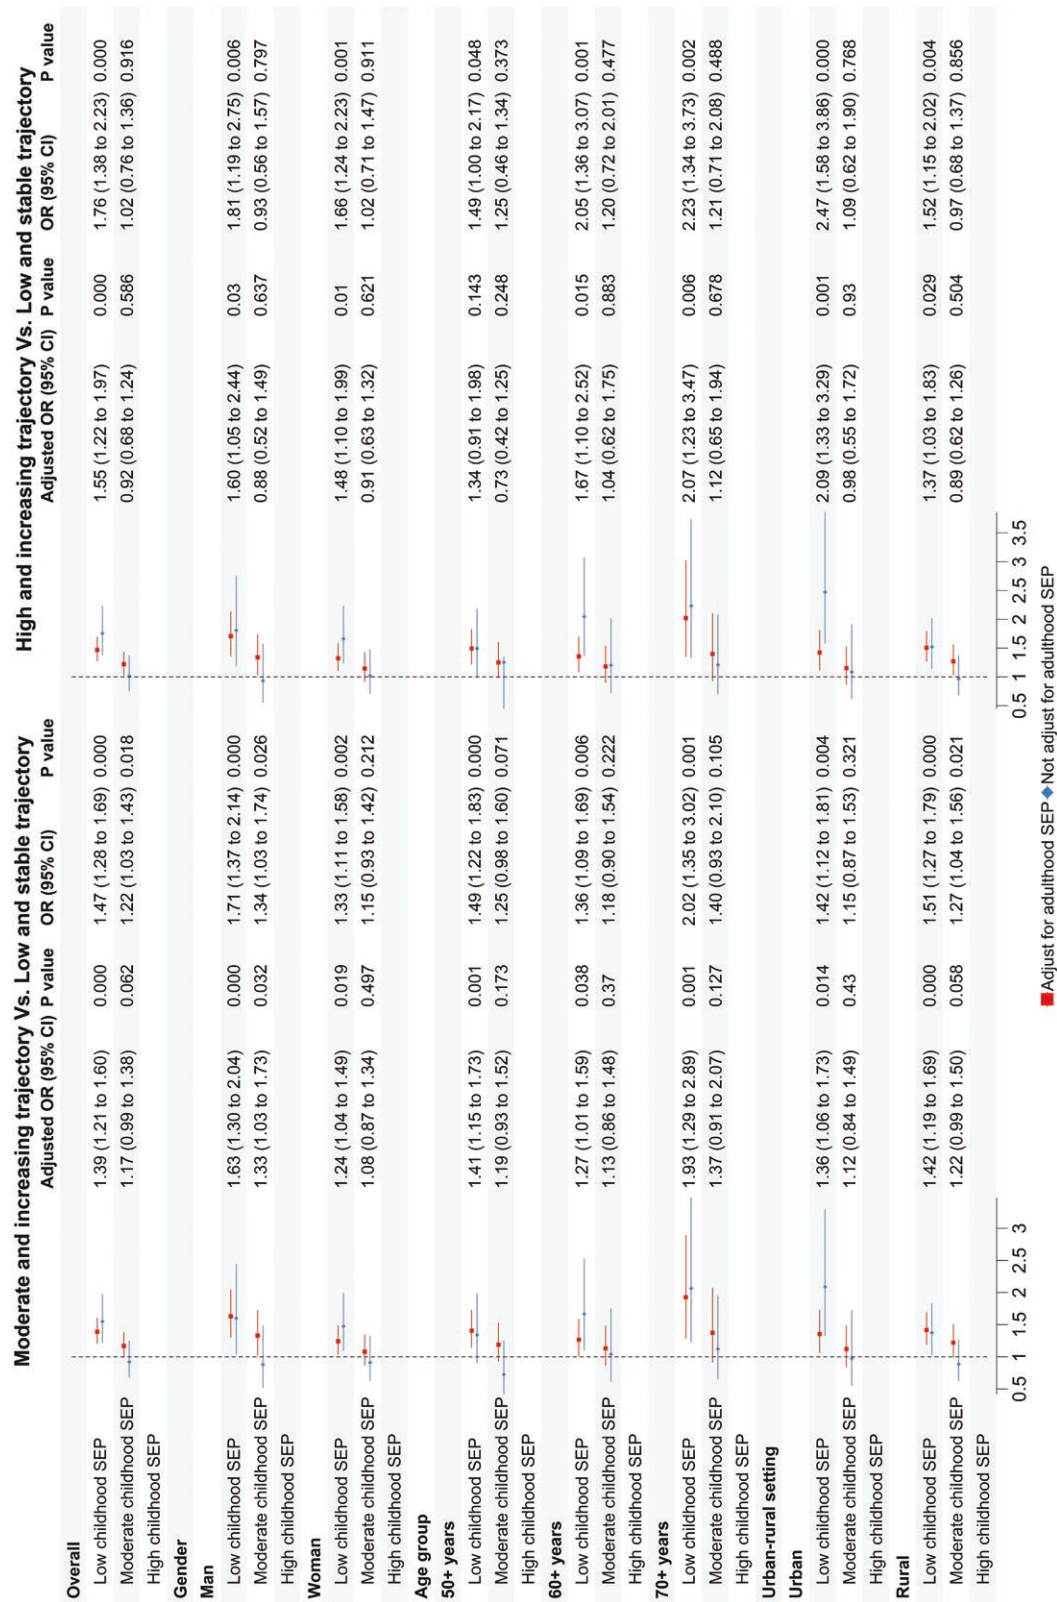 Moderate and increasing trajectory Vs. Low and stable trajectory High and increasing trajectory Vs. Low and stable trajectory
Adjusted OR (95% CI) P value OR (95% CI) P value Adjusted OR (95% CI) P value OR (95% CI) P value
Overall
Low childhood SEP 1.39 (1.21 to 1.60) 0.000 1.47 (1.28 to 1.69) 0.000 1.55 (1.22 to 1.97) 0.000 1.76 (1.38 to 2.23) 0.000
Moderate childhood SEP 1.17 (0.99 to 1.38) 0.062 1.22 (1.03 to 1.43) 0.018 0.92 (0.68 to 1.24) 0.586 1.02 (0.76 to 1.36) 0.916
High childhood SEP
Gender
Man
Low childhood SEP 1.63 (1.30 to 2.04) 0.000 1.71 (1.37 to 2.14) 0.000 1.60 (1.05 to 2.44) 0.03 1.81 (1.19 to 2.75) 0.006
Moderate childhood SEP 1.33 (1.03 to 1.73) 0.032 1.34 (1.03 to 1.74) 0.026 0.88 (0.52 to 1.49) 0.637 0.93 (0.56 to 1.57) 0.797
High childhood SEP
Woman
Low childhood SEP 1.24 (1.04 to 1.49) 0.019 1.33 (1.11 to 1.58) 0.002 1.48 (1.10 to 1.99) 0.01 1.66 (1.24 to 2.23) 0.001
Moderate childhood SEP 1.08 (0.87 to 1.34) 0.497 1.15 (0.93 to 1.42) 0.212 0.91 (0.63 to 1.32) 0.621 1.02 (0.71 to 1.47) 0.911
High childhood SEP
Age group
50+ years
Low childhood SEP 1.41 (1.15 to 1.73) 0.001 1.49 (1.22 to 1.83) 0.000 1.34 (0.91 to 1.98) 0.143 1.49 (1.00 to 2.17) 0.048
Moderate childhood SEP 1.19 (0.93 to 1.52) 0.173 1.25 (0.98 to 1.60) 0.071 0.73 (0.42 to 1.25) 0.248 1.25 (0.46 to 1.34) 0.373
High childhood SEP
60+ years
Low childhood SEP 1.27 (1.01 to 1.59) 0.038 1.36 (1.09 to 1.69) 0.006 1.67 (1.10 to 2.52) 0.015 2.05 (1.36 to 3.07) 0.001
Moderate childhood SEP 1.13 (0.86 to 1.48) 0.37 1.18 (0.90 to 1.54) 0.222 1.04 (0.62 to 1.75) 0.883 1.20 (0.72 to 2.01) 0.477
High childhood SEP
70+ years
Low childhood SEP 1.93 (1.29 to 2.89) 0.001 2.02 (1.35 to 3.02) 0.001 2.07 (1.23 to 3.47) 0.006 2.23 (1.34 to 3.73) 0.002
Moderate childhood SEP 1.37 (0.91 to 2.07) 0.127 1.40 (0.93 to 2.10) 0.105 1.12 (0.65 to 1.94) 0.678 1.21 (0.71 to 2.08) 0.488
High childhood SEP
Urban-rural setting
Urban
Low childhood SEP 1.36 (1.06 to 1.73) 0.014 1.42 (1.12 to 1.81) 0.004 2.09 (1.33 to 3.29) 0.001 2.47 (1.58 to 3.86) 0.000
Moderate childhood SEP 1.12 (0.84 to 1.49) 0.43 1.15 (0.87 to 1.53) 0.321 0.98 (0.55 to 1.72) 0.93 1.09 (0.62 to 1.90) 0.768
High childhood SEP
Rural
Low childhood SEP 1.42 (1.19 to 1.69) 0.000 1.51 (1.27 to 1.79) 0.000 1.37 (1.03 to 1.83) 0.029 1.52 (1.15 to 2.02) 0.004
Moderate childhood SEP 1.222 (0.99 to 1.50) 0.058 1.27 (1.04 to 1.56) 0.021 0.89 (0.62 to 1.26) 0.504 0.97 (0.68 to 1.37) 0.856
High childhood SEP
0.5 1 1.5 2 2.5 3 0.5 1 1.5 2 2.5 3 3.5
Adjust for adulthood SEP Not adjust for adulthood SEP